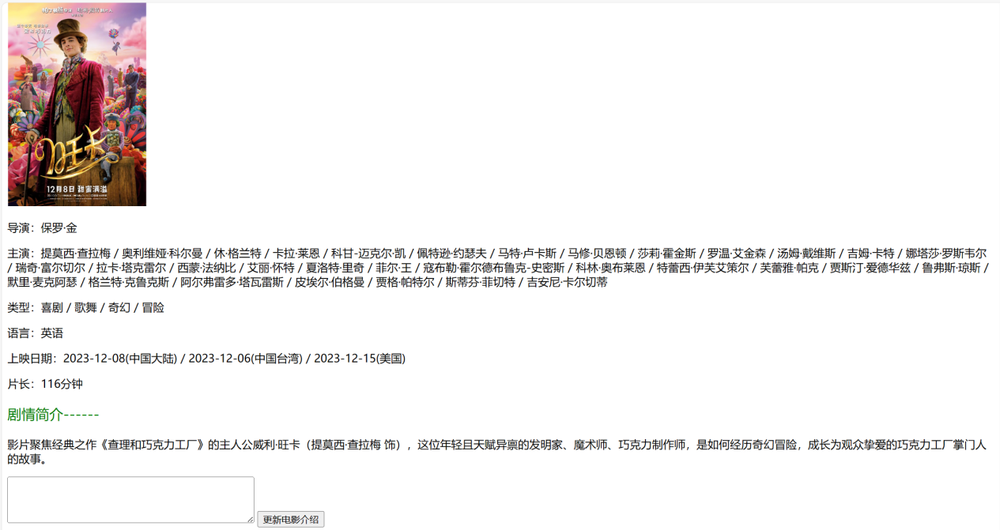 旺卡
12月8日 甜蜜满溢
导演：保罗·金
主演：提莫西·查拉梅 / 奥利维娅·科尔曼 / 休·格兰特 / 卡拉·莱恩 / 科甘-迈克尔·凯 / 佩特逊·约瑟夫 / 马特·卢卡斯 / 马修·贝恩顿 / 莎莉·霍金斯 / 罗温·艾金森 / 汤姆·戴维斯 / 吉姆·卡特 / 娜塔莎·罗斯韦尔
/ 瑞奇·富尔切尔 / 拉卡·塔克雷尔 / 西蒙·法纳比 / 艾丽·怀特 / 夏洛特·里奇 / 菲尔·王 / 寇布勒·霍尔德布鲁克-史密斯 / 科林·奥布莱恩 / 特蕾西·伊芙艾策尔 / 芙蕾雅·帕克 / 贾斯汀·爱德华兹 / 鲁弗斯·琼斯 /
默里·麦克阿瑟 / 格兰特·克鲁克斯 / 阿尔弗雷多·塔瓦雷斯 / 皮埃尔·伯格曼 / 贾格·帕特尔 / 斯蒂芬·菲切特 / 吉安尼·卡尔切蒂
类型：喜剧 / 歌舞 / 奇幻 / 冒险
语言：英语
上映日期：2023-12-08(中国大陆) / 2023-12-06(中国台湾) / 2023-12-15(美国)
片长：116分钟
剧情简介------
影片聚焦经典之作《查理和巧克力工厂》的主人公威利·旺卡（提莫西·查拉梅 饰），这位年轻且天赋异禀的发明家、魔术师、巧克力制作师，是如何经历奇幻冒险，成长为观众挚爱的巧克力工厂掌门人
的故事。
更新电影介绍